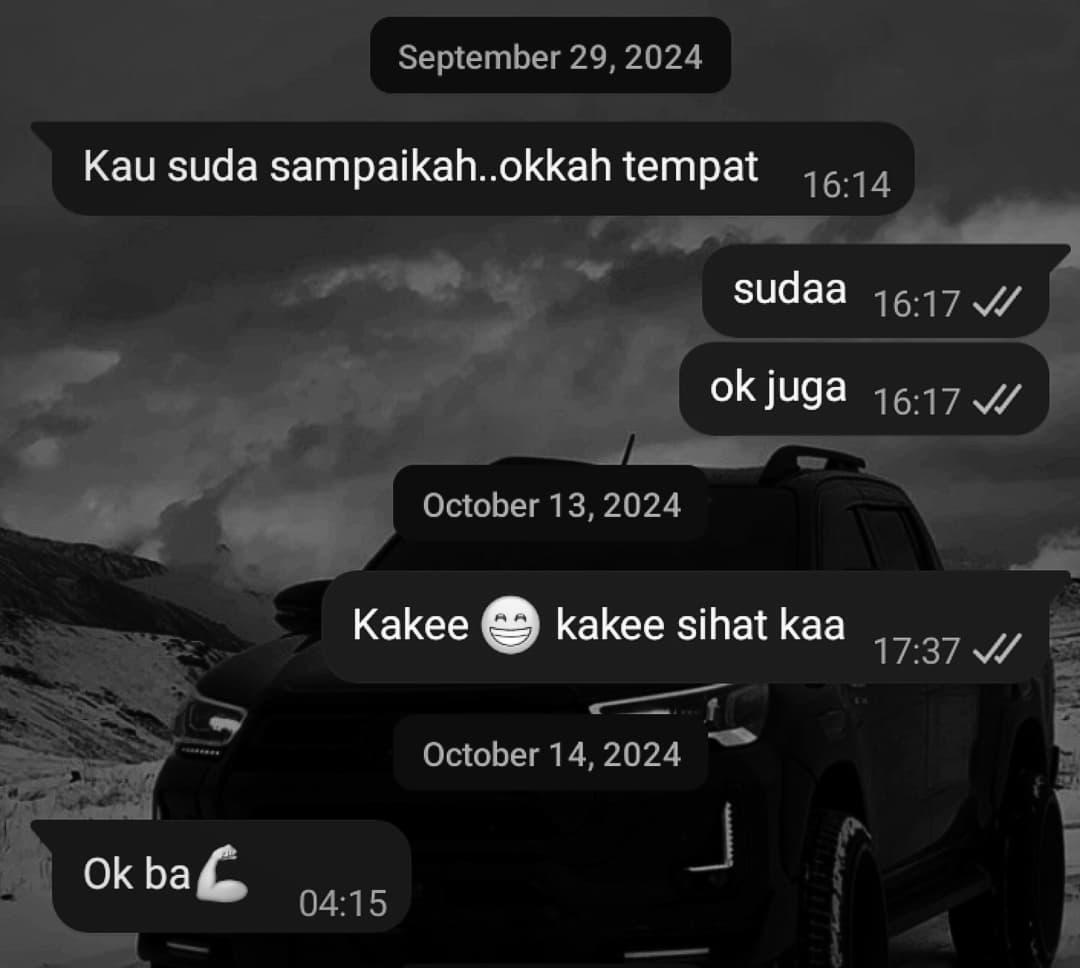 September 29, 2024
Kau suda sampaikah..okkah tempat 16:14
sudaa 16:17
ok juga 16:17
October 13, 2024
Kakee 😁 kakee sihat kaa 17:37
October 14, 2024
Ok ba💪 04:15